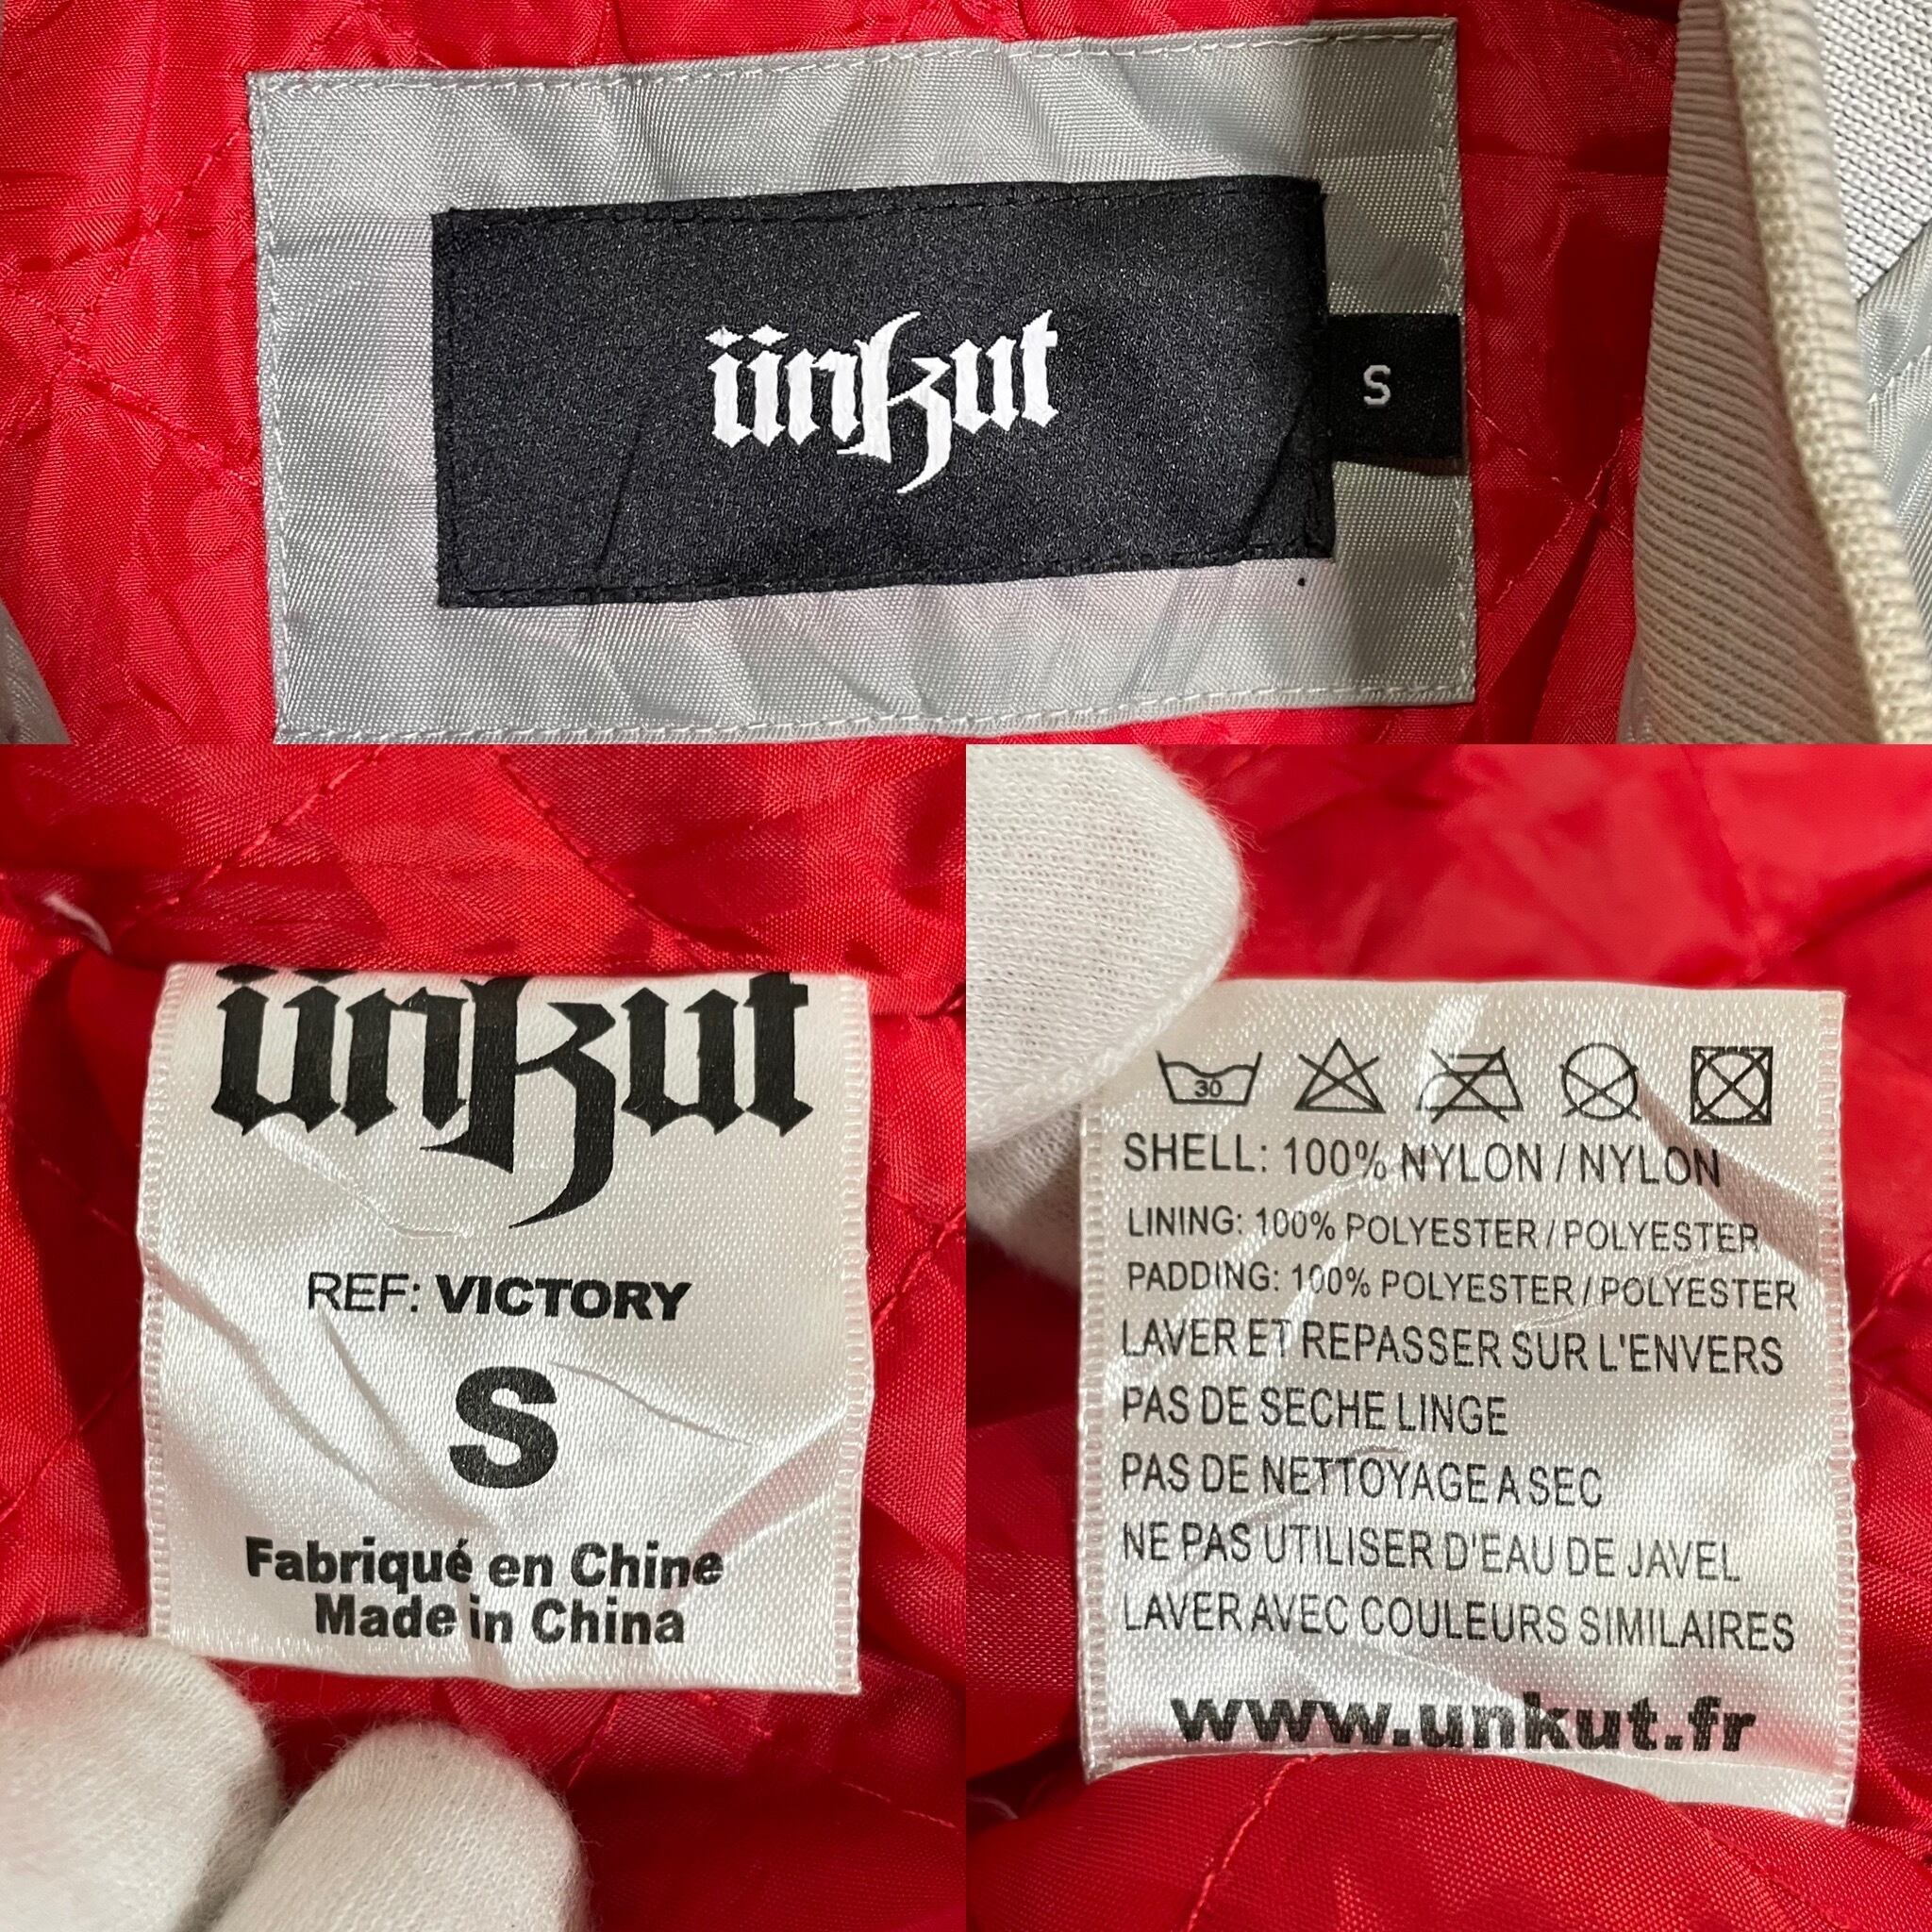 ünkut
S
ünkut
REF: VICTORY
S
Fabriqué en Chine
Made in China
30
SHELL: 100% NYLON / NYLON
LINING: 100% POLYESTER / POLYESTER
PADDING: 100% POLYESTER / POLYESTER
LAVER ET REPASSER SUR L'ENVERS
PAS DE SECHE LINGE
PAS DE NETTOYAGE A SEC
NE PAS UTILISER D'EAU DE JAVEL
LAVER AVEC COULEURS SIMILAIRES
www.unkut.fr